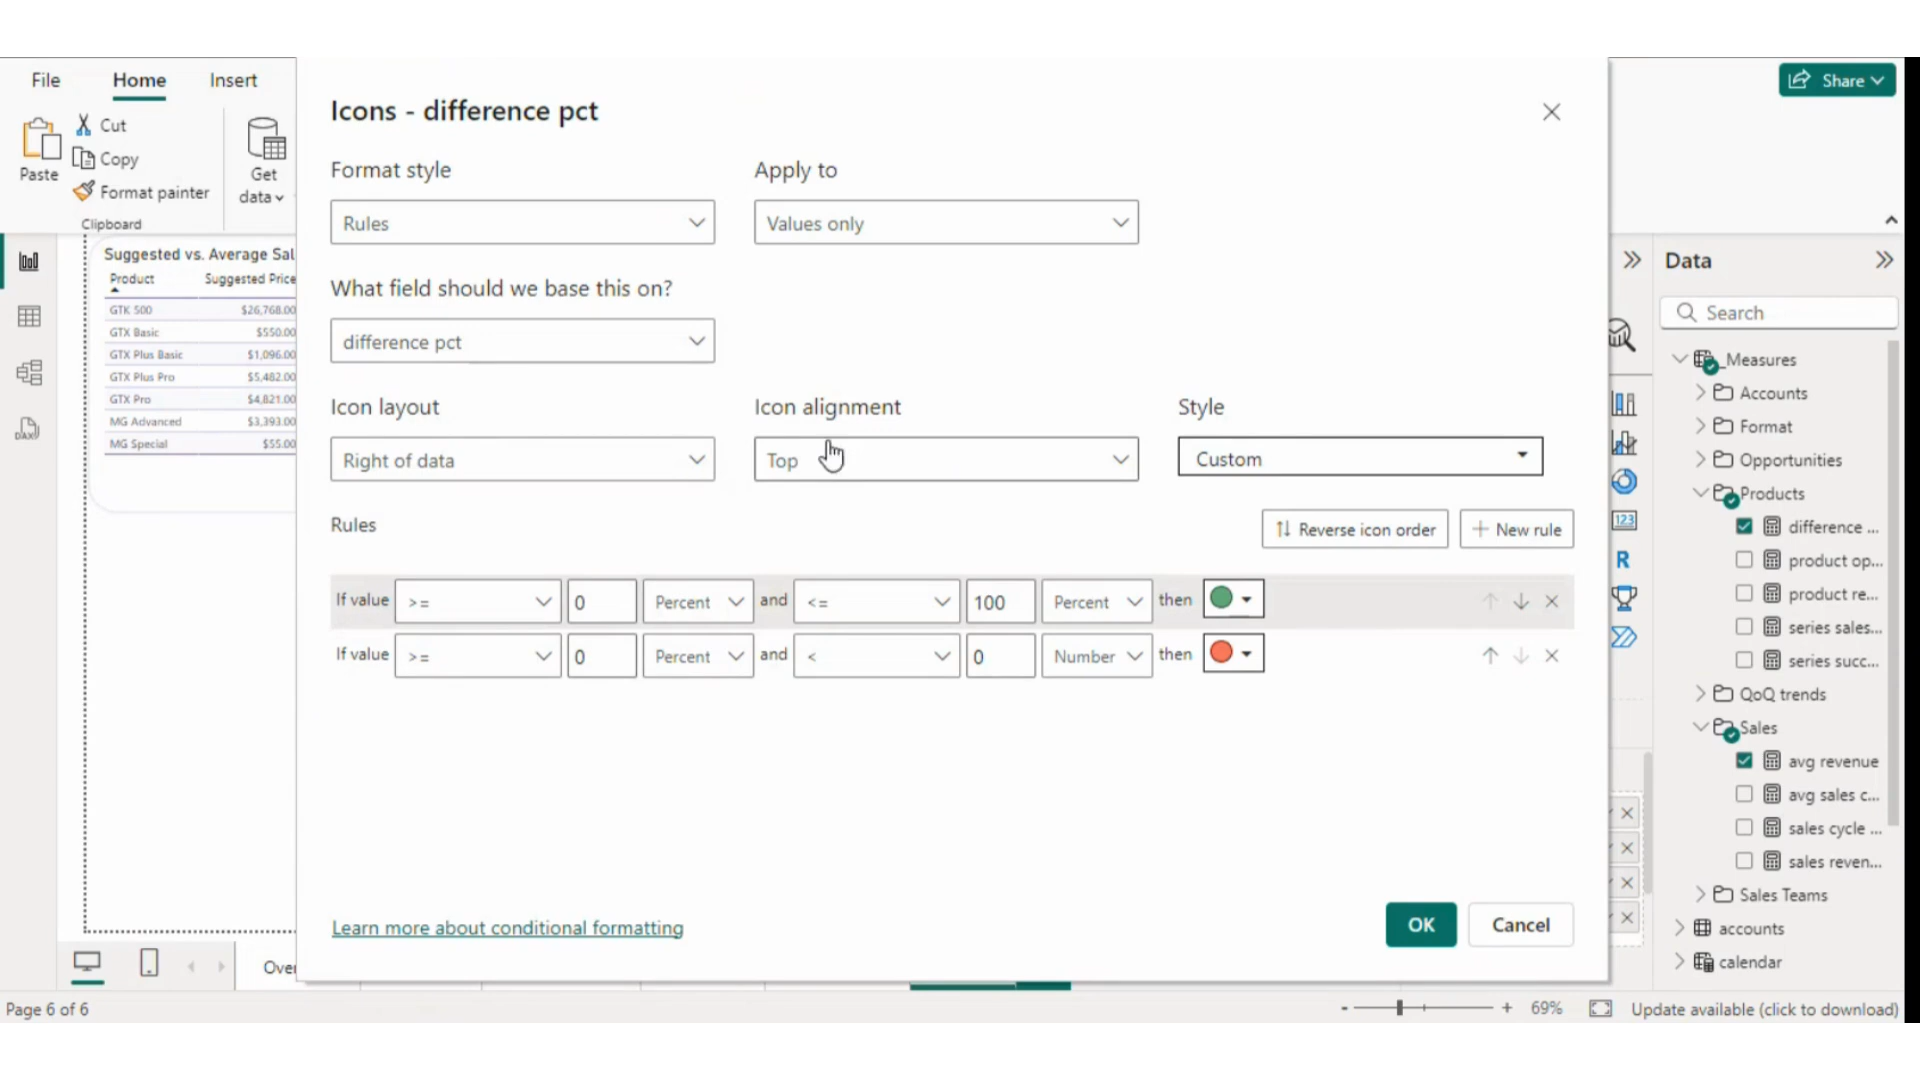 File Home Insert
Share
Cut
Copy
Format painter
Paste
Get data
Clipboard
Icons - difference pct
Format style
Apply to
Rules
Values only
What field should we base this on?
difference pct
Icon layout
Icon alignment
Style
Right of data
Top
Custom
Rules
Reverse icon order
New rule
If value >= 0 Percent and <= 100 Percent then
If value >= 0 Percent and < 0 Number then
Learn more about conditional formatting
OK
Cancel
Suggested vs. Average Sal
Product Suggested Price
GTK 500 $26,768.00
GTX Basic $550.00
GTX Plus Basic $1,096.00
GTX Plus Pro $5,482.00
GTX Pro $4,821.00
MG Advanced $3,393.00
MG Special $55.00
DAX
123
R
Data
Search
_Measures
Accounts
Format
Opportunities
Products
difference ...
product op...
product re...
series sales...
series succ...
QoQ trends
Sales
avg revenue
avg sales c...
sales cycle ...
sales reven...
Sales Teams
accounts
calendar
Over
Page 6 of 6
- + 69%
Update available (click to download)